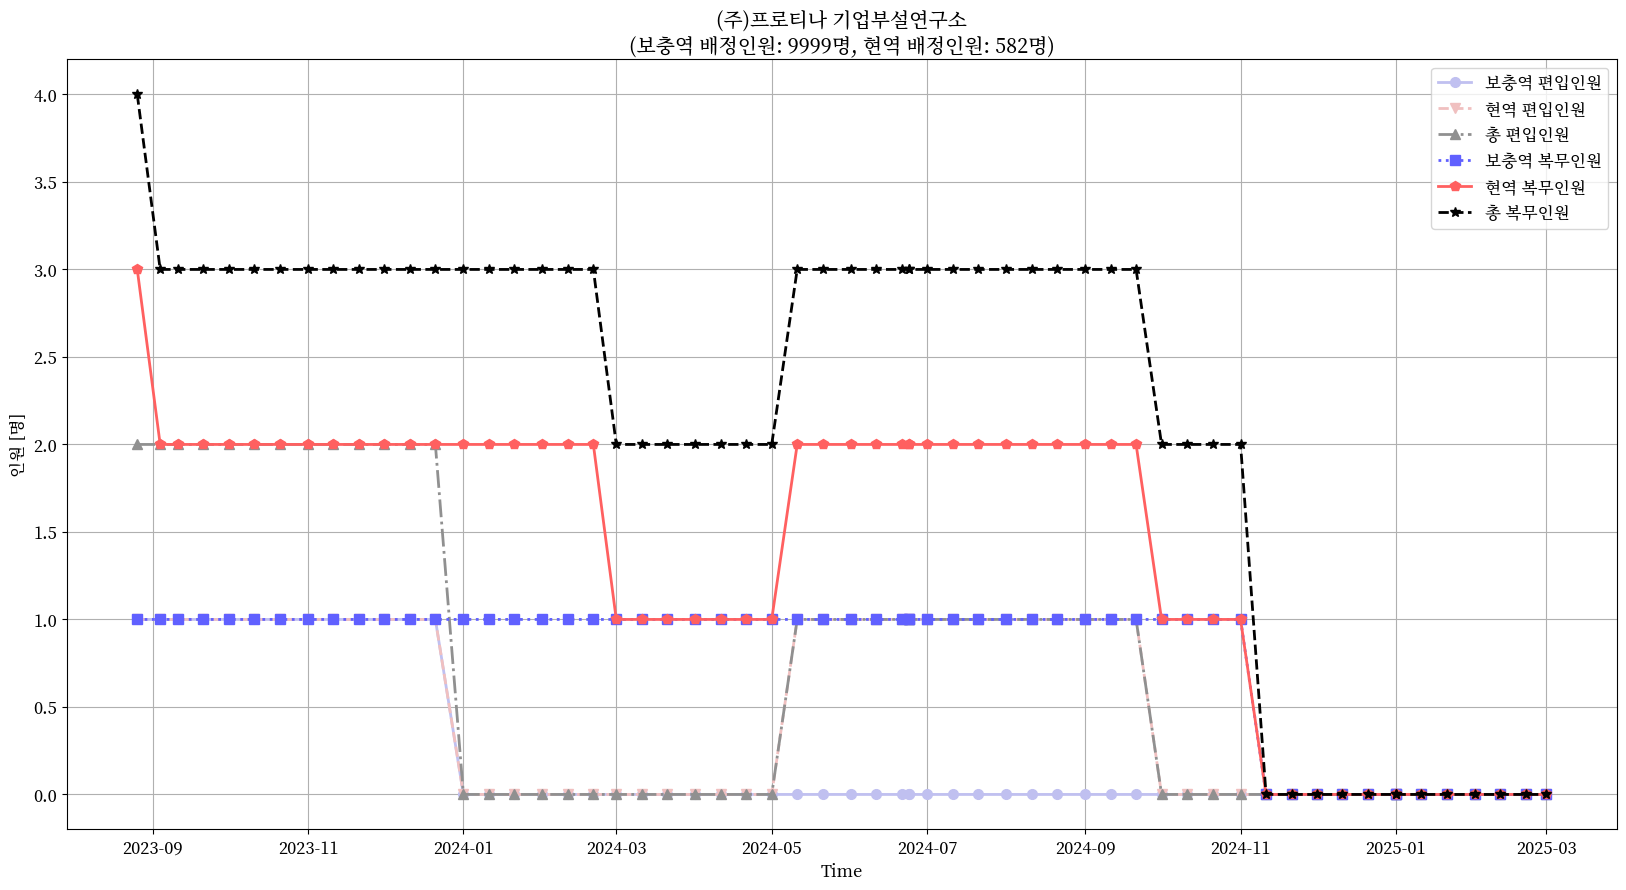 (주)프로티나 기업부설연구소
(보충역 배정인원: 9999명, 현역 배정인원: 582명)
보충역 편입인원
현역 편입인원
총 편입인원
보충역 복무인원
현역 복무인원
총 복무인원
인원 [명]
4.0
3.5
3.0
2.5
2.0
1.5
1.0
0.5
0.0
2023-09
2023-11
2024-01
2024-03
2024-05
2024-07
2024-09
2024-11
2025-01
2025-03
Time